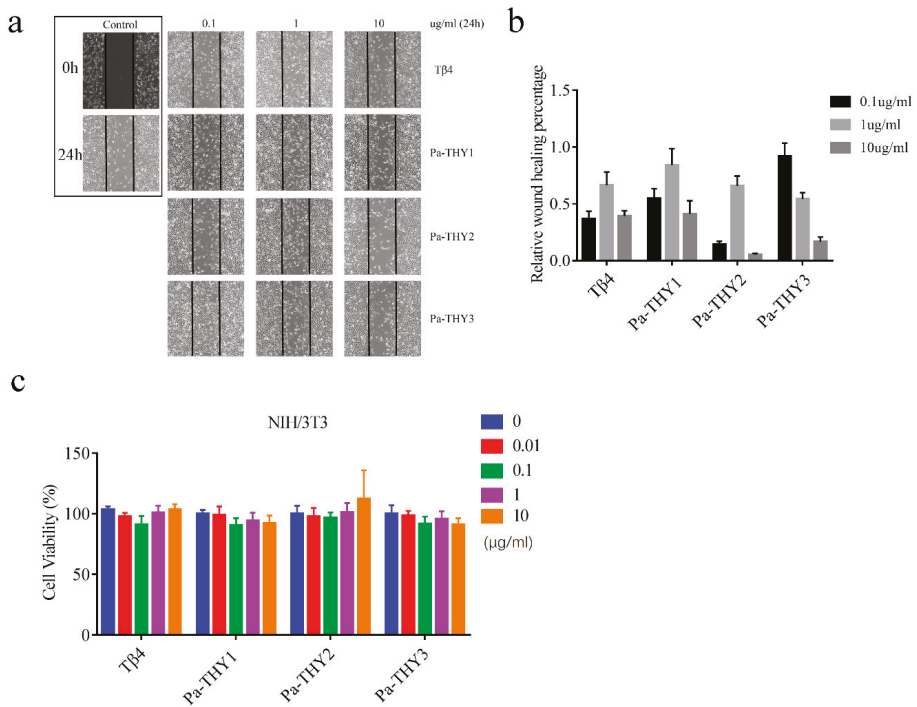 a
Control
0.1
1
10
ug/ml (24h)
0h
24h
Tβ4
Pa-THY1
Pa-THY2
Pa-THY3
b
Relative wound healing percentage
1.5
1.0
0.5
0.0
Tβ4
Pa-THY1
Pa-THY2
Pa-THY3
0.1ug/ml
1ug/ml
10ug/ml
c
NIH/3T3
Cell Viability (%)
150
100
50
0
Tβ4
Pa-THY1
Pa-THY2
Pa-THY3
0
0.01
0.1
1
10
(µg/ml)